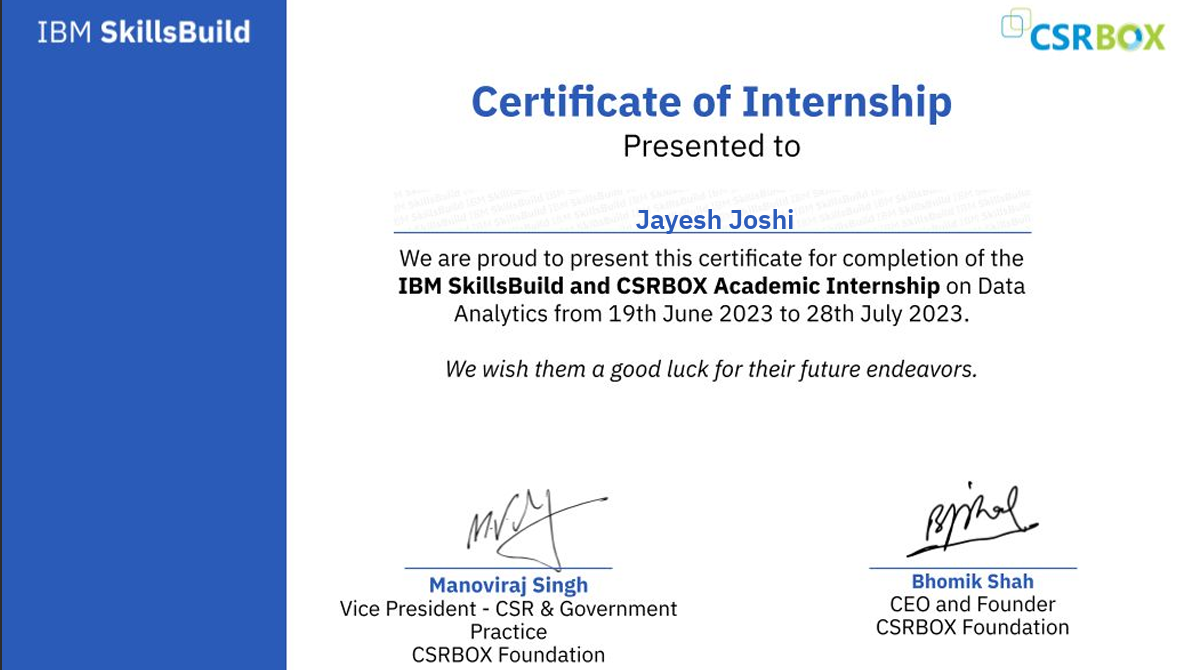 IBM SkillsBuild
CSRBOX
Certificate of Internship
Presented to
Jayesh Joshi
We are proud to present this certificate for completion of the
IBM SkillsBuild and CSRBOX Academic Internship on Data
Analytics from 19th June 2023 to 28th July 2023.
We wish them a good luck for their future endeavors.
Manoviraj Singh
Vice President - CSR & Government
Practice
CSRBOX Foundation
Bhomik Shah
CEO and Founder
CSRBOX Foundation